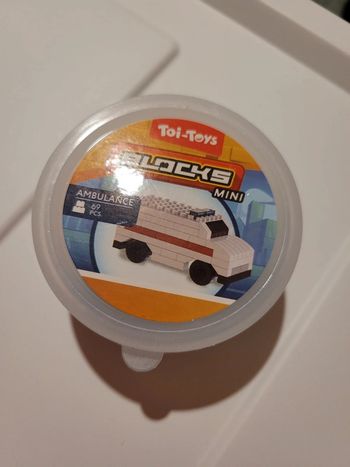 Toi-Toys
BLOCKS
MINI
AMBULANCE
69
PCS.